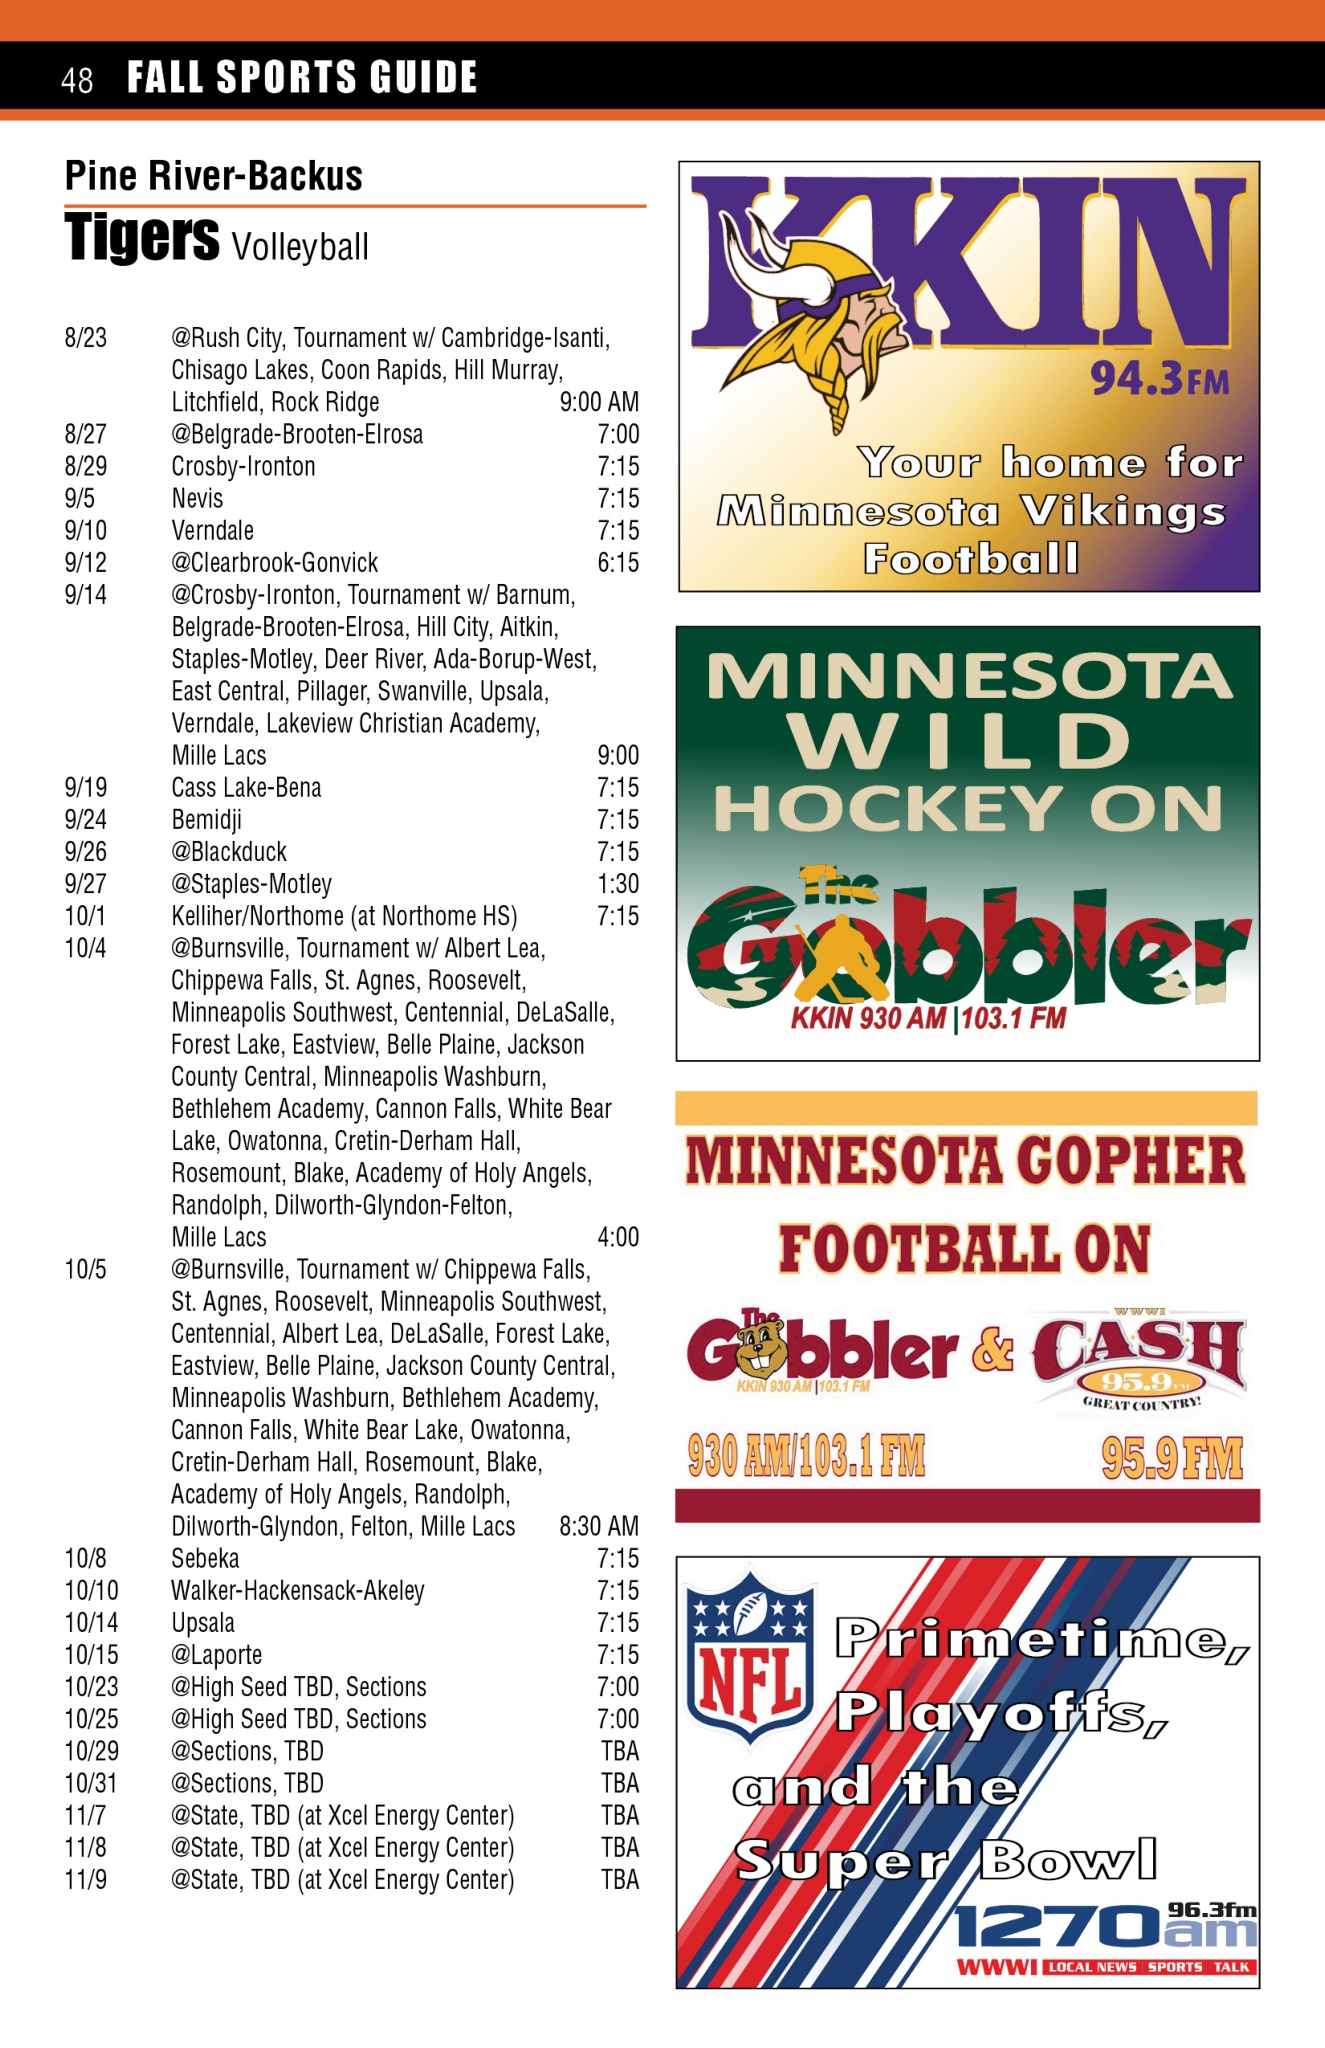 48 FALL SPORTS GUIDE
Pine River-Backus
Tigers Volleyball
8/23 @Rush City, Tournament w/ Cambridge-Isanti,
Chisago Lakes, Coon Rapids, Hill Murray,
Litchfield, Rock Ridge 9:00 AM
8/27 @Belgrade-Brooten-Elrosa 7:00
8/29 Crosby-Ironton 7:15
9/5 Nevis 7:15
9/10 Verndale 7:15
9/12 @Clearbrook-Gonvick 6:15
9/14 @Crosby-Ironton, Tournament w/ Barnum,
Belgrade-Brooten-Elrosa, Hill City, Aitkin,
Staples-Motley, Deer River, Ada-Borup-West,
East Central, Pillager, Swanville, Upsala,
Verndale, Lakeview Christian Academy,
Mille Lacs 9:00
9/19 Cass Lake-Bena 7:15
9/24 Bemidji 7:15
9/26 @Blackduck 7:15
9/27 @Staples-Motley 1:30
10/1 Kelliher/Northome (at Northome HS) 7:15
10/4 @Burnsville, Tournament w/ Albert Lea,
Chippewa Falls, St. Agnes, Roosevelt,
Minneapolis Southwest, Centennial, DeLaSalle,
Forest Lake, Eastview, Belle Plaine, Jackson
County Central, Minneapolis Washburn,
Bethlehem Academy, Cannon Falls, White Bear
Lake, Owatonna, Cretin-Derham Hall,
Rosemount, Blake, Academy of Holy Angels,
Randolph, Dilworth-Glyndon-Felton,
Mille Lacs 4:00
10/5 @Burnsville, Tournament w/ Chippewa Falls,
St. Agnes, Roosevelt, Minneapolis Southwest,
Centennial, Albert Lea, DeLaSalle, Forest Lake,
Eastview, Belle Plaine, Jackson County Central,
Minneapolis Washburn, Bethlehem Academy,
Cannon Falls, White Bear Lake, Owatonna,
Cretin-Derham Hall, Rosemount, Blake,
Academy of Holy Angels, Randolph,
Dilworth-Glyndon, Felton, Mille Lacs 8:30 AM
10/8 Sebeka 7:15
10/10 Walker-Hackensack-Akeley 7:15
10/14 Upsala 7:15
10/15 @Laporte 7:15
10/23 @High Seed TBD, Sections 7:00
10/25 @High Seed TBD, Sections 7:00
10/29 @Sections, TBD TBA
10/31 @Sections, TBD TBA
11/7 @State, TBD (at Xcel Energy Center) TBA
11/8 @State, TBD (at Xcel Energy Center) TBA
11/9 @State, TBD (at Xcel Energy Center) TBA
KKIN
94.3 FM
Your home for
Minnesota Vikings
Football
MINNESOTA
WILD
HOCKEY ON
The
Gobbler
KKIN 930 AM |103.1 FM
MINNESOTA GOPHER
FOOTBALL ON
The
Gobbler & WWWI CASH
KKIN 930 AM |103.1 FM
95.9 FM
GREAT COUNTRY!
930 AM/103.1 FM 95.9 FM
NFL
Primetime,
Playoffs,
and the
Super Bowl
1270 am 96.3fm
WWWI LOCAL NEWS | SPORTS | TALK